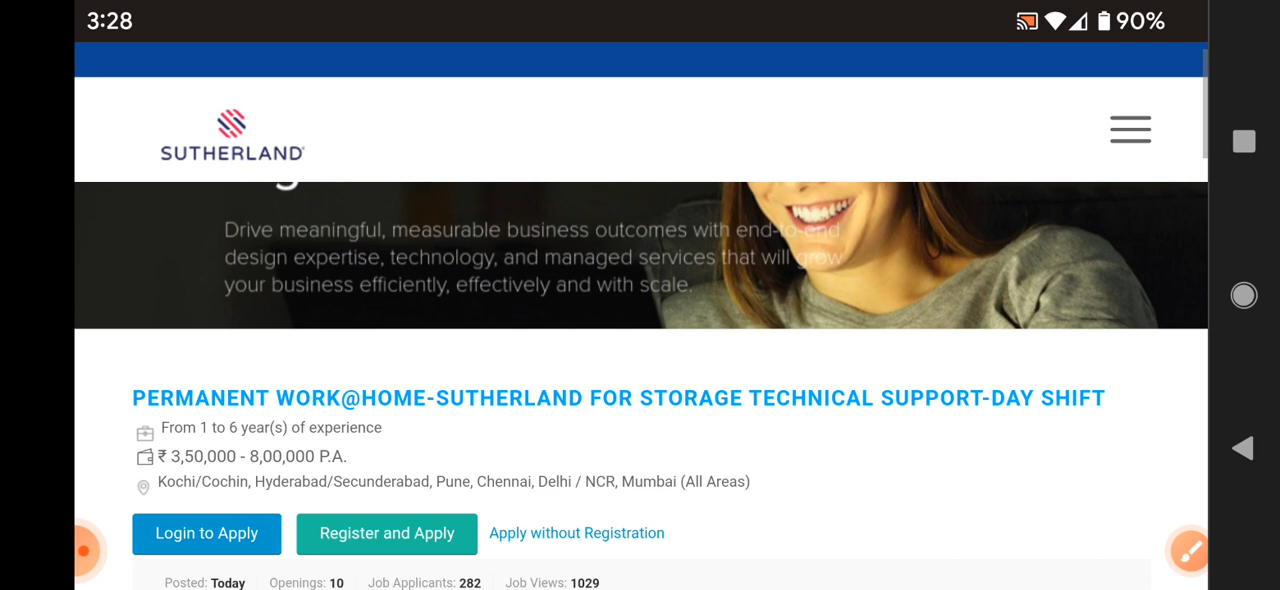 3:28
90%
SUTHERLAND
Drive meaningful, measurable business outcomes with end-to-end
design expertise, technology, and managed services that will grow
your business efficiently, effectively and with scale.
PERMANENT WORK@HOME-SUTHERLAND FOR STORAGE TECHNICAL SUPPORT-DAY SHIFT
From 1 to 6 year(s) of experience
₹ 3,50,000 - 8,00,000 P.A.
Kochi/Cochin, Hyderabad/Secunderabad, Pune, Chennai, Delhi / NCR, Mumbai (All Areas)
Login to Apply Register and Apply Apply without Registration
Posted: Today Openings: 10 Job Applicants: 282 Job Views: 1029